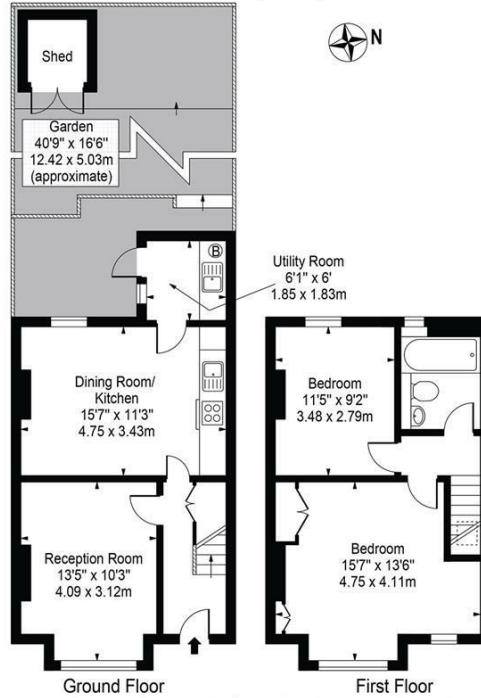 Shed
N
Garden
40'9" x 16'6"
12.42 x 5.03m
(approximate)
B
Utility Room
6'1" x 6'
1.85 x 1.83m
Dining Room/
Kitchen
15'7" x 11'3"
4.75 x 3.43m
Bedroom
11'5" x 9'2"
3.48 x 2.79m
Reception Room
13'5" x 10'3"
4.09 x 3.12m
Bedroom
15'7" x 13'6"
4.75 x 4.11m
Ground Floor
First Floor